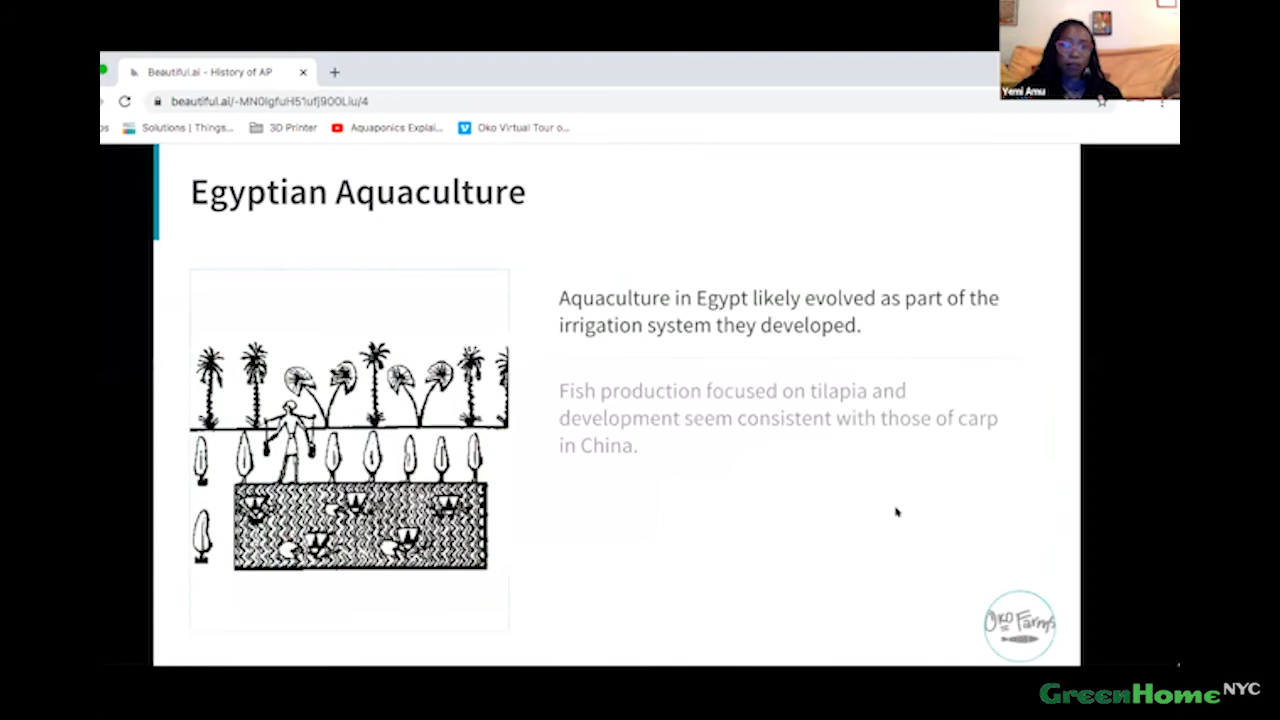 Yemi Amu
Beautiful.ai - History of AP
beautiful.ai/-MN0IgfuH51ufj900Liu/4
Solutions | Things...
3D Printer
Aquaponics Explai...
Oko Virtual Tour o...
Egyptian Aquaculture
Aquaculture in Egypt likely evolved as part of the
irrigation system they developed.
Fish production focused on tilapia and
development seem consistent with those of carp
in China.
Oko Farms
GreenHomeNYC